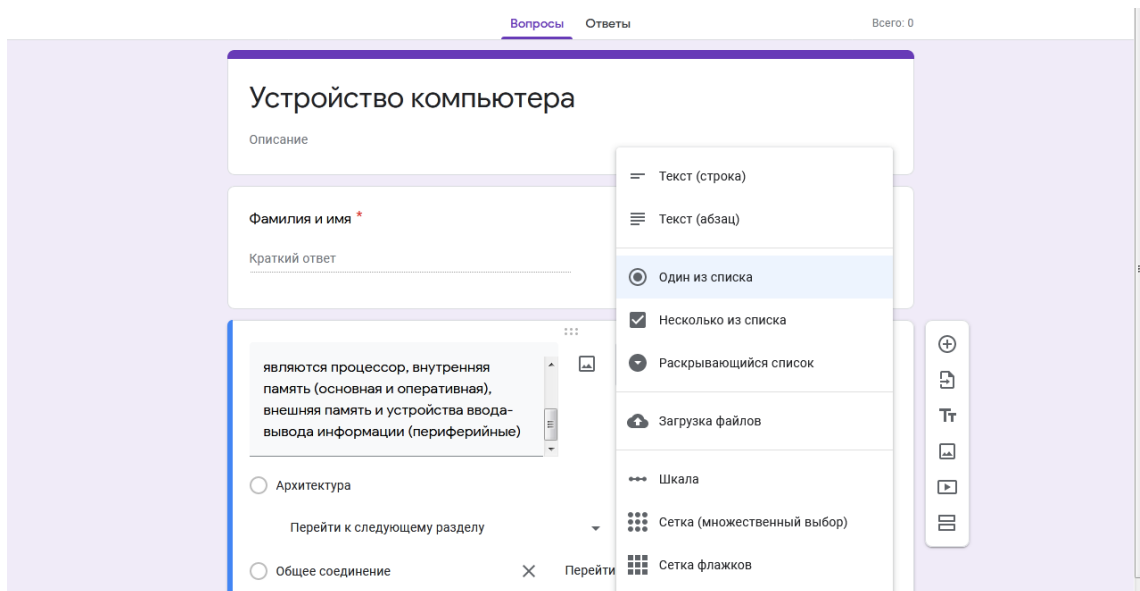 Вопросы Ответы Всего: 0
Устройство компьютера
Описание
Фамилия и имя *
Краткий ответ
являются процессор, внутренняя
память (основная и оперативная),
внешняя память и устройства ввода-
вывода информации (периферийные)
Архитектура
Перейти к следующему разделу
Общее соединение
Перейти
Текст (строка)
Текст (абзац)
Один из списка
Несколько из списка
Раскрывающийся список
Загрузка файлов
Шкала
Сетка (множественный выбор)
Сетка флажков
Тт